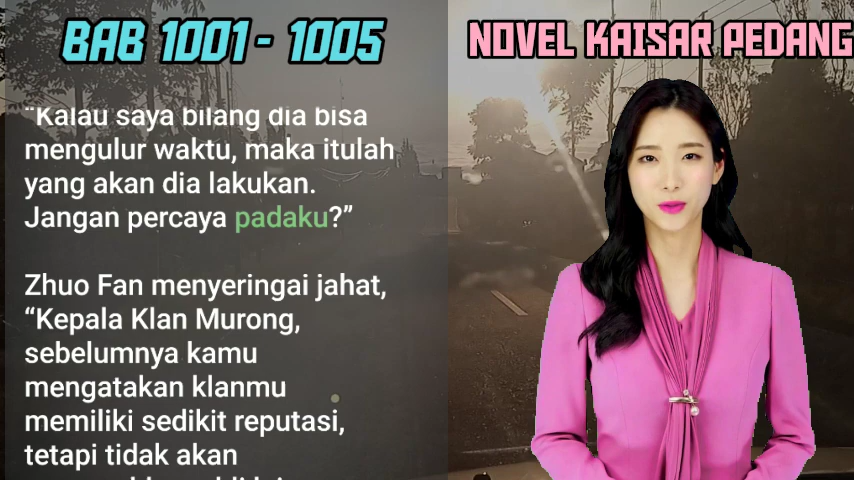 BAB 1001 - 1005
NOVEL KAISAR PEDANG
"Kalau saya bilang dia bisa
mengulur waktu, maka itulah
yang akan dia lakukan.
Jangan percaya padaku?”
Zhuo Fan menyeringai jahat,
“Kepala Klan Murong,
sebelumnya kamu
mengatakan klanmu
memiliki sedikit reputasi,
tetapi tidak akan